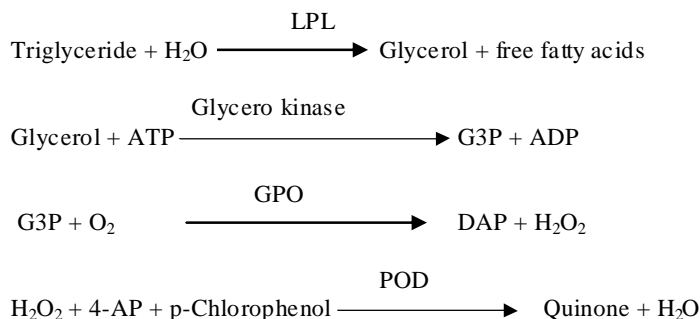 LPL
Triglyceride + H₂O Glycerol + free fatty acids
Glycero kinase
Glycerol + ATP G3P + ADP
GPO
G3P + O₂ DAP + H₂O₂
POD
H₂O₂ + 4-AP + p-Chlorophenol Quinone + H₂O